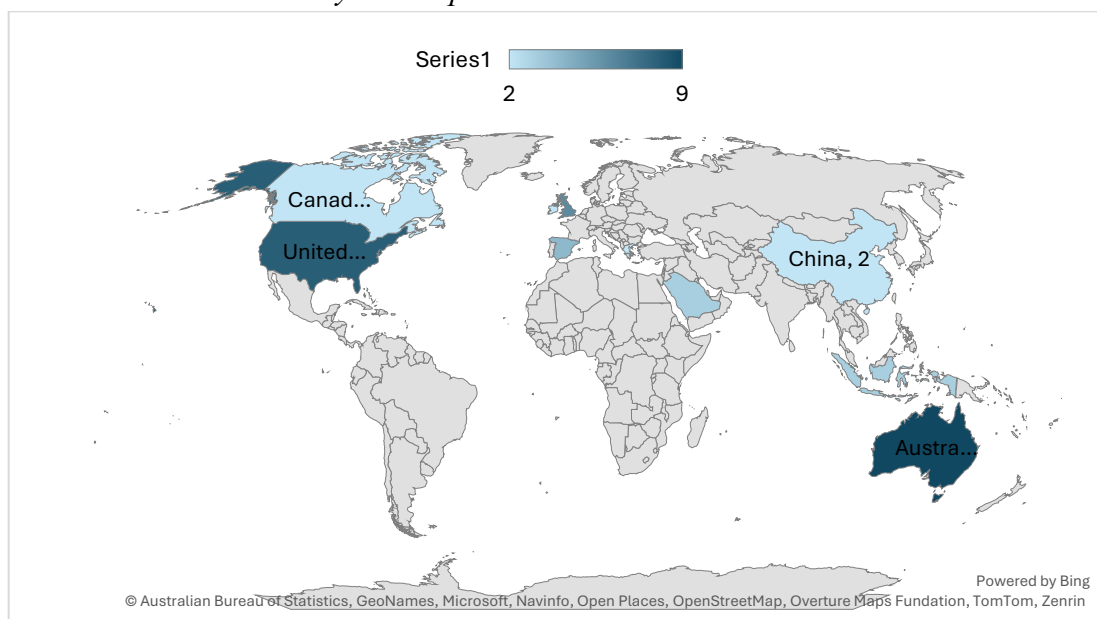 Series1
2 9
Canad...
United...
China, 2
Austra...
Powered by Bing
© Australian Bureau of Statistics, GeoNames, Microsoft, Navinfo, Open Places, OpenStreetMap, Overture Maps Fundation, TomTom, Zenrin